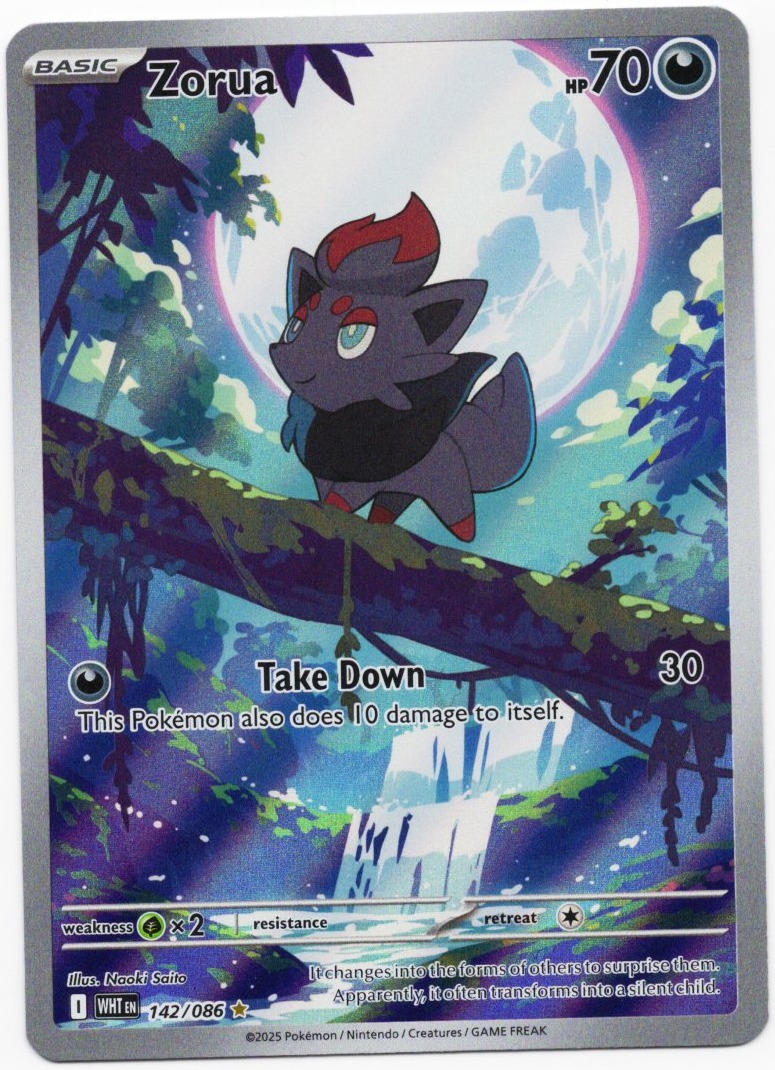 BASIC Zorua HP 70
Take Down 30
This Pokémon also does 10 damage to itself.
weakness ×2 resistance retreat
Illus. Naoki Saito
It changes into the forms of others to surprise them.
Apparently, it often transforms into a silent child.
I WHT EN 142/086
©2025 Pokémon / Nintendo / Creatures / GAME FREAK